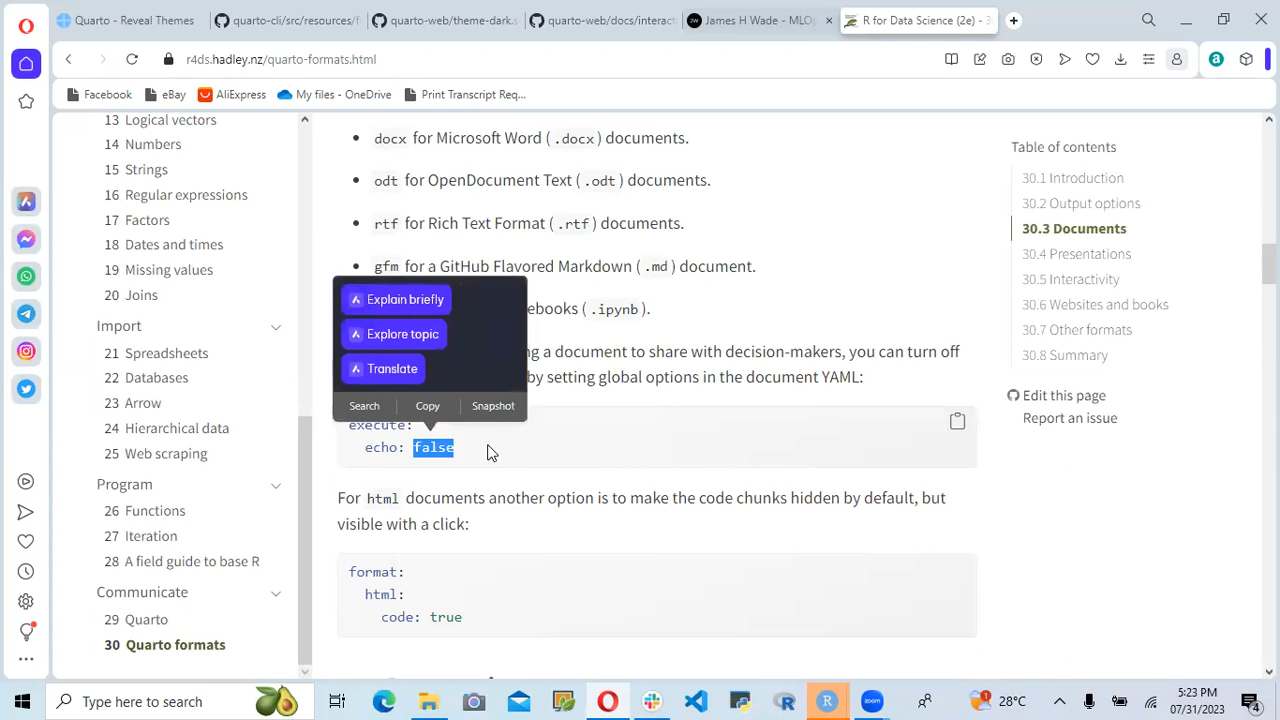 Quarto - Reveal Themes
quarto-cli/src/resources/f
quarto-web/theme-dark.s
quarto-web/docs/interac
James H Wade - MLOp
R for Data Science (2e) - 3
r4ds.hadley.nz/quarto-formats.html
Facebook
eBay
AliExpress
My files - OneDrive
Print Transcript Req...
13 Logical vectors
14 Numbers
15 Strings
16 Regular expressions
17 Factors
18 Dates and times
19 Missing values
20 Joins
Import
21 Spreadsheets
22 Databases
23 Arrow
24 Hierarchical data
25 Web scraping
Program
26 Functions
27 Iteration
28 A field guide to base R
Communicate
29 Quarto
30 Quarto formats
docx for Microsoft Word (.docx) documents.
odt for OpenDocument Text (.odt) documents.
rtf for Rich Text Format (.rtf) documents.
gfm for a GitHub Flavored Markdown (.md) document.
ebooks (.ipynb).
Explain briefly
Explore topic
Translate
Search
Copy
Snapshot
ng a document to share with decision-makers, you can turn off
by setting global options in the document YAML:
execute:
echo: false
For html documents another option is to make the code chunks hidden by default, but
visible with a click:
format:
html:
code: true
Table of contents
30.1 Introduction
30.2 Output options
30.3 Documents
30.4 Presentations
30.5 Interactivity
30.6 Websites and books
30.7 Other formats
30.8 Summary
Edit this page
Report an issue
Type here to search
28°C
5:23 PM
07/31/2023